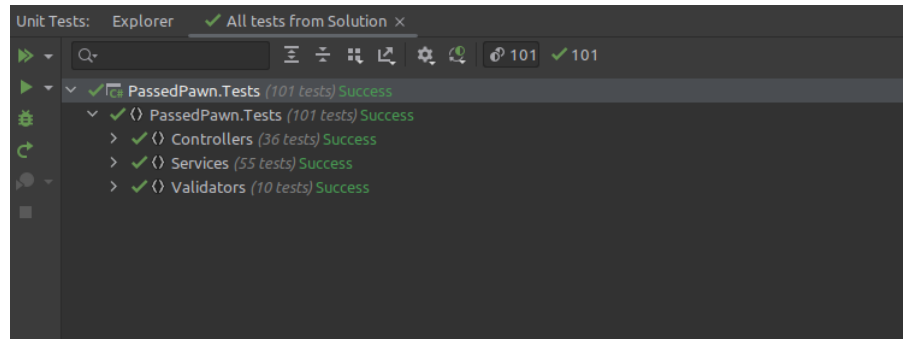 Unit Tests: Explorer All tests from Solution ×
101 101
C# PassedPawn.Tests (101 tests) Success
PassedPawn.Tests (101 tests) Success
Controllers (36 tests) Success
Services (55 tests) Success
Validators (10 tests) Success